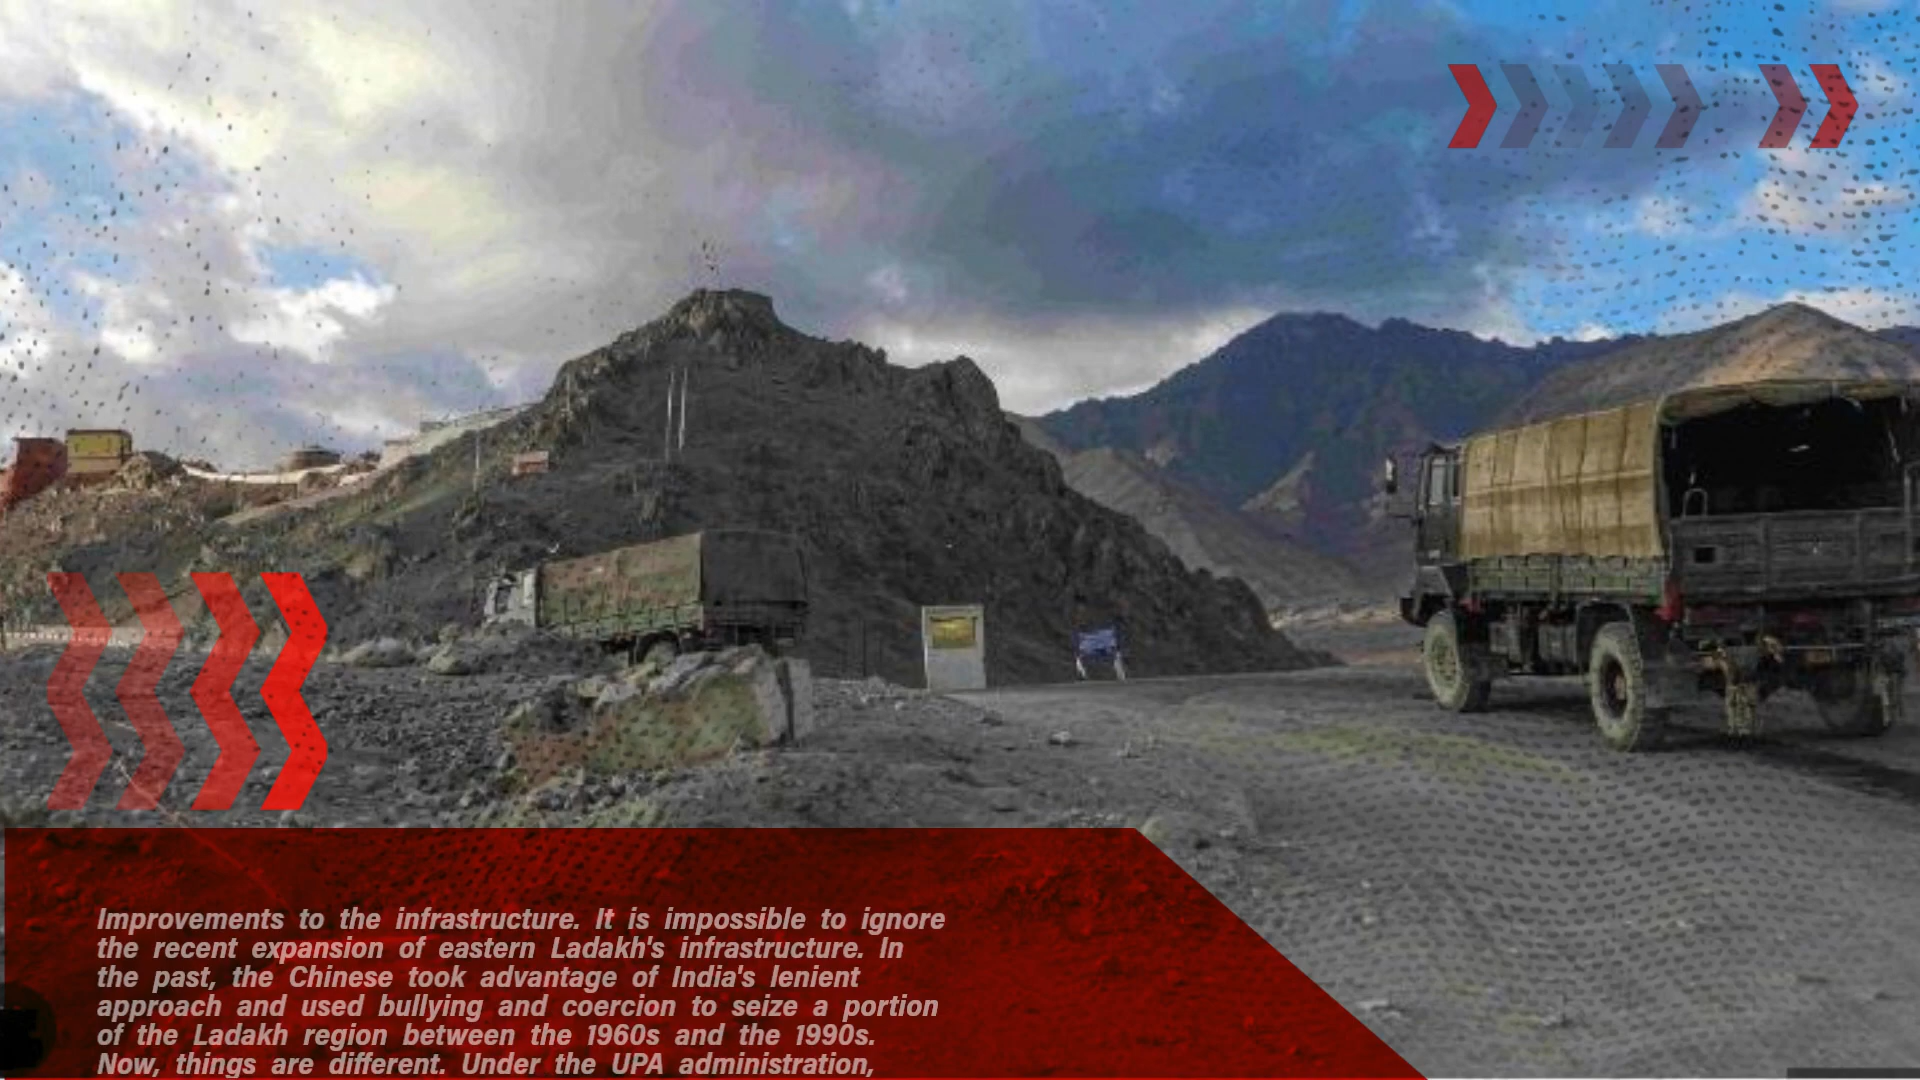 Improvements to the infrastructure. It is impossible to ignore
the recent expansion of eastern Ladakh's infrastructure. In
the past, the Chinese took advantage of India's lenient
approach and used bullying and coercion to seize a portion
of the Ladakh region between the 1960s and the 1990s.
Now, things are different. Under the UPA administration,